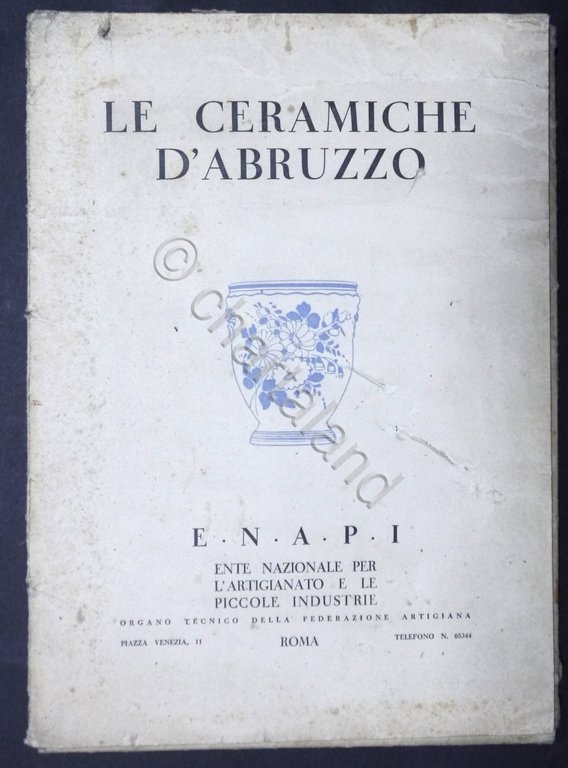 LE CERAMICHE
D'ABRUZZO
© chartaland
E . N . A . P . I
ENTE NAZIONALE PER
L'ARTIGIANATO E LE
PICCOLE INDUSTRIE
ORGANO TECNICO DELLA FEDERAZIONE ARTIGIANA
PIAZZA VENEZIA, 11 ROMA TELEFONO N. 65344